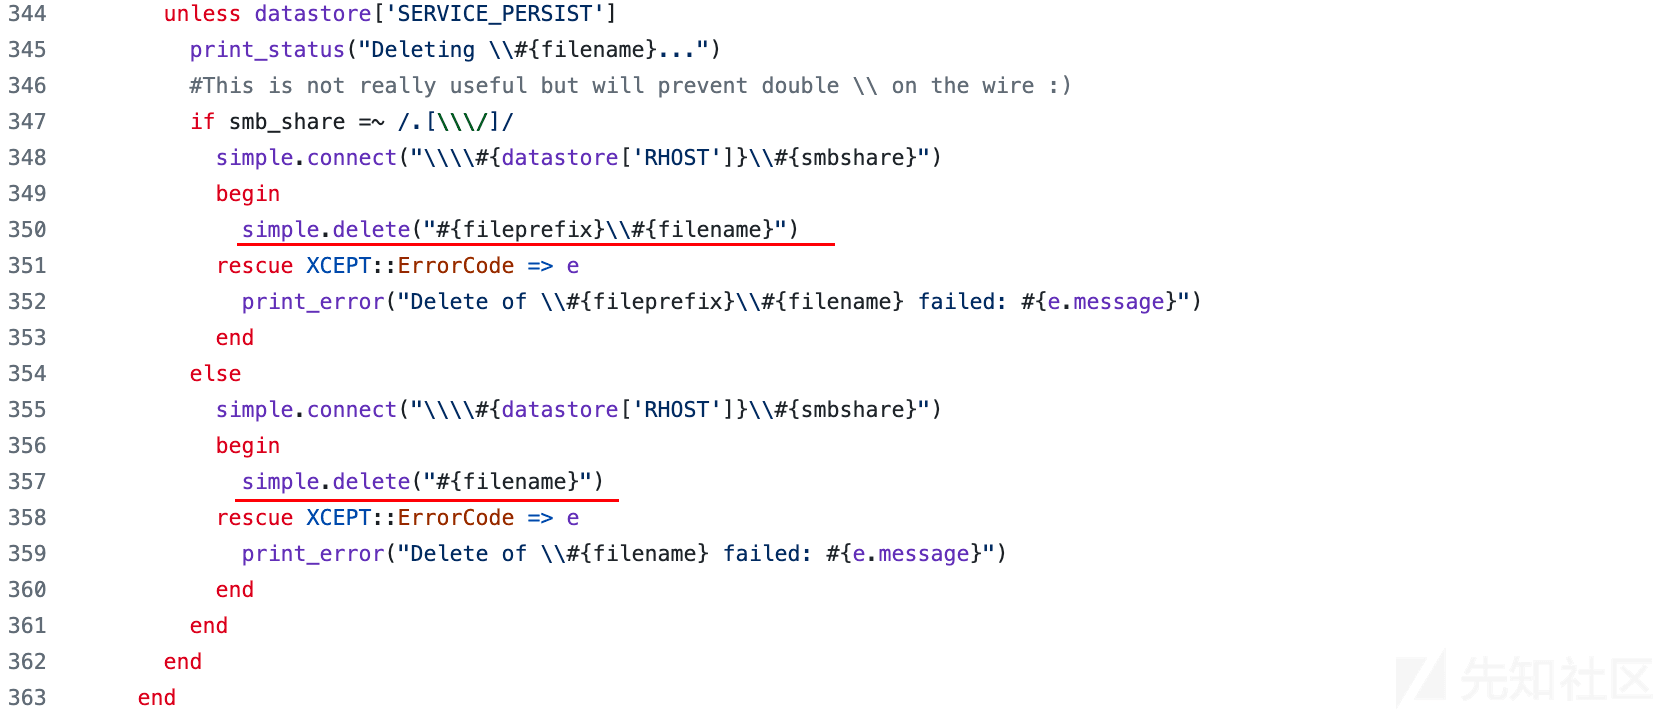 344         unless datastore['SERVICE_PERSIST']
345           print_status("Deleting \\#{filename}...")
346           #This is not really useful but will prevent double \\ on the wire :)
347           if smb_share =~ /.[\\\/]/
348             simple.connect("\\\\#{datastore['RHOST']}\\#{smbshare}")
349             begin
350               simple.delete("#{fileprefix}\\#{filename}")
351             rescue XCEPT::ErrorCode => e
352               print_error("Delete of \\#{fileprefix}\\#{filename} failed: #{e.message}")
353             end
354           else
355             simple.connect("\\\\#{datastore['RHOST']}\\#{smbshare}")
356             begin
357               simple.delete("#{filename}")
358             rescue XCEPT::ErrorCode => e
359               print_error("Delete of \\#{filename} failed: #{e.message}")
360             end
361           end
362         end
363       end
先知社区